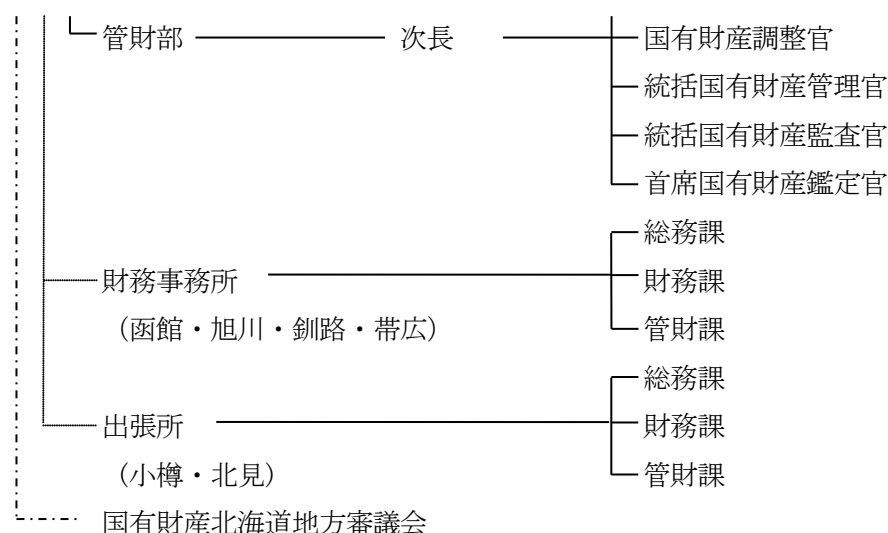 管財部 次長 国有財産調整官
統括国有財産管理官
統括国有財産監査官
首席国有財産鑑定官
総務課
財務事務所 財務課
（函館・旭川・釧路・帯広） 管財課
総務課
出張所 財務課
（小樽・北見） 管財課
国有財産北海道地方審議会